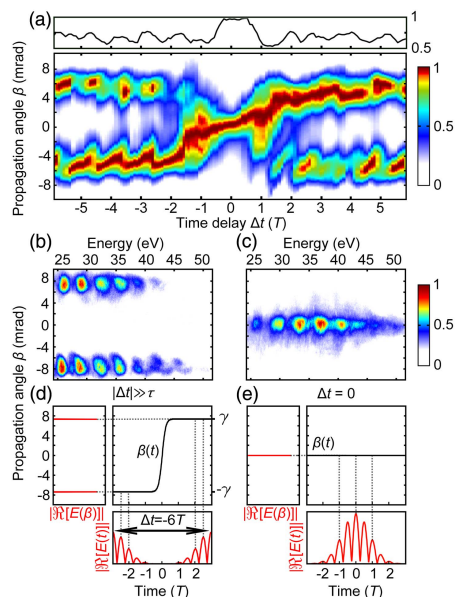 (a)
1
0.5
Propagation angle β (mrad)
8
4
0
-4
-8
1
0.5
0
-5 -4 -3 -2 -1 0 1 2 3 4 5
Time delay Δt (T)
(b)
Energy (eV)
25 30 35 40 45 50
(c)
Energy (eV)
25 30 35 40 45 50
Propagation angle β (mrad)
8
4
0
-4
-8
1
0.5
0
(d)
|Δt|≫τ
8
4
0
-4
-8
β(t)
γ
-γ
|ℜ[E(β)]|
|ℜ[E(t)]|
Δt=-6T
-2 -1 0 1 2
Time (T)
(e)
Δt = 0
β(t)
|ℜ[E(β)]|
|ℜ[E(t)]|
-2 -1 0 1 2
Time (T)